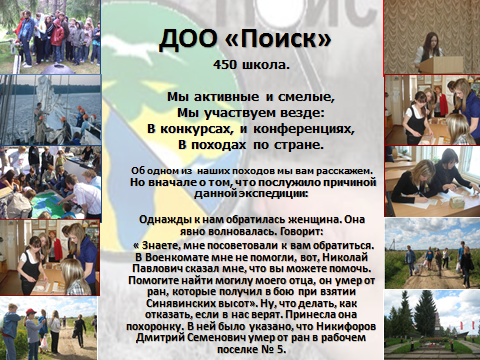 ПОИС
ДОО «Поиск»
450 школа.
Мы активные и смелые,
Мы участвуем везде:
В конкурсах, и конференциях,
В походах по стране.
Об одном из наших походов мы вам расскажем.
Но вначале о том, что послужило причиной
данной экспедиции:
Однажды к нам обратилась женщина. Она
явно волновалась. Говорит:
« Знаете, мне посоветовали к вам обратиться.
В Военкомате мне не помогли, вот, Николай
Павлович сказал мне, что вы можете помочь.
Помогите найти могилу моего отца, он умер от
ран, которые получил в бою при взятии
Синявинских высот». Ну, что делать, как
отказать, если в нас верят. Принесла она
похоронку. В ней было указано, что Никифоров
Дмитрий Семенович умер от ран в рабочем
поселке № 5.